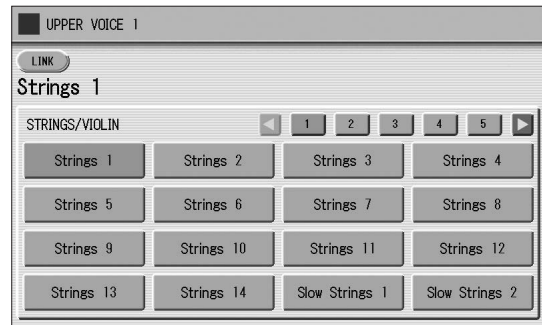 UPPER VOICE 1
LINK
Strings 1
STRINGS/VIOLIN 1 2 3 4 5
Strings 1 Strings 2 Strings 3 Strings 4
Strings 5 Strings 6 Strings 7 Strings 8
Strings 9 Strings 10 Strings 11 Strings 12
Strings 13 Strings 14 Slow Strings 1 Slow Strings 2